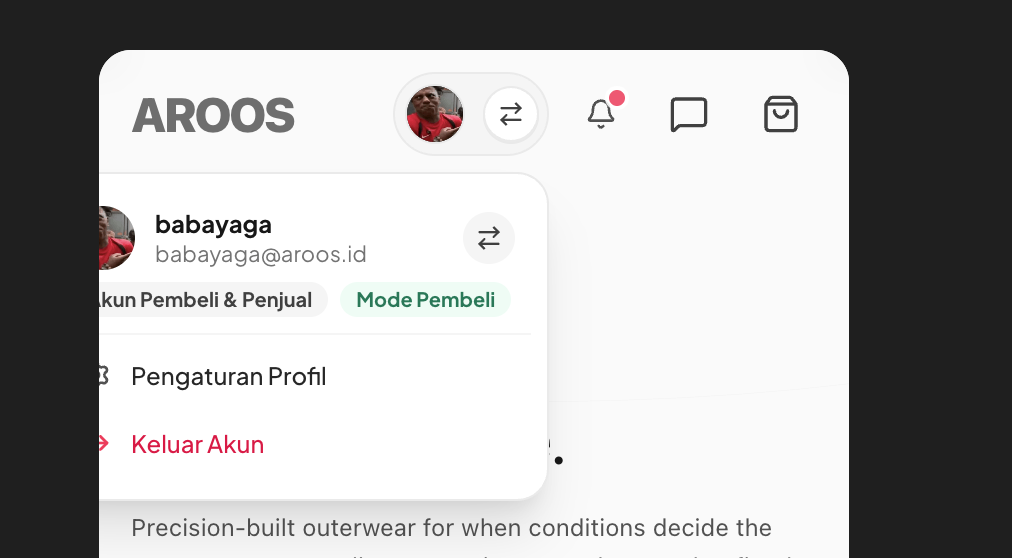 AROOS
babayaga
babayaga@aroos.id
Akun Pembeli & Penjual
Mode Pembeli
Pengaturan Profil
Keluar Akun
Precision-built outerwear for when conditions decide the